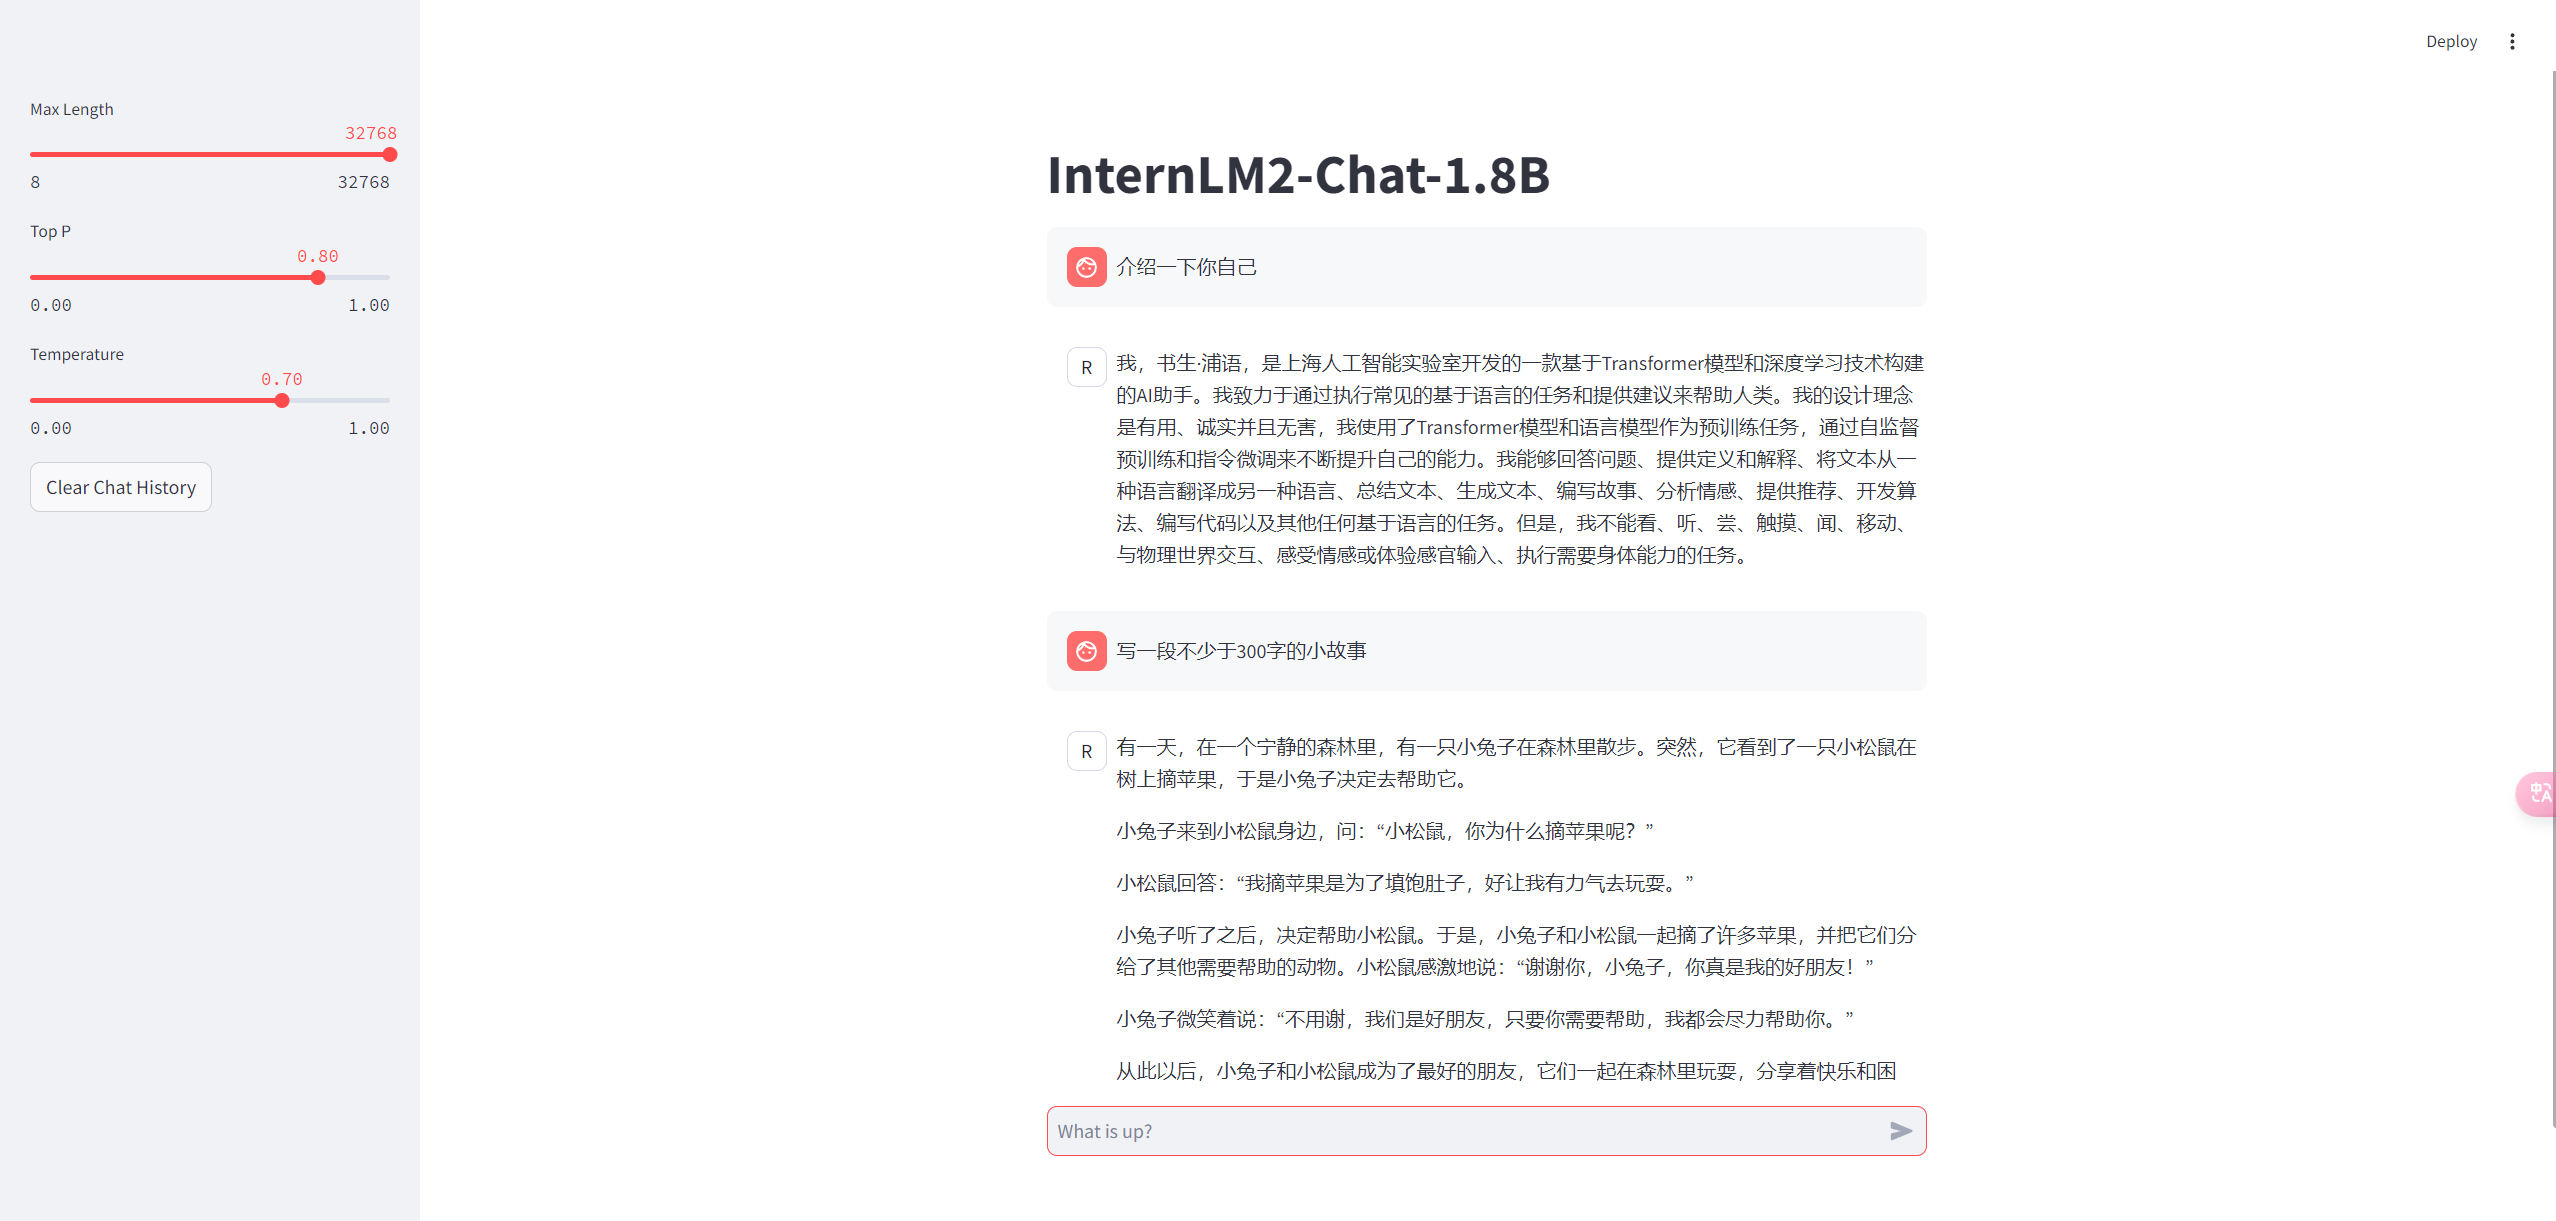 Deploy
Max Length
32768
8 32768
Top P
0.80
0.00 1.00
Temperature
0.70
0.00 1.00
Clear Chat History
InternLM2-Chat-1.8B
介绍一下你自己
R
我，书生·浦语，是上海人工智能实验室开发的一款基于Transformer模型和深度学习技术构建
的AI助手。我致力于通过执行常见的基于语言的任务和提供建议来帮助人类。我的设计理念
是有用、诚实并且无害，我使用了Transformer模型和语言模型作为预训练任务，通过自监督
预训练和指令微调来不断提升自己的能力。我能够回答问题、提供定义和解释、将文本从一
种语言翻译成另一种语言、总结文本、生成文本、编写故事、分析情感、提供推荐、开发算
法、编写代码以及其他任何基于语言的任务。但是，我不能看、听、尝、触摸、闻、移动、
与物理世界交互、感受情感或体验感官输入、执行需要身体能力的任务。
写一段不少于300字的小故事
R
有一天，在一个宁静的森林里，有一只小兔子在森林里散步。突然，它看到了一只小松鼠在
树上摘苹果，于是小兔子决定去帮助它。
小兔子来到小松鼠身边，问：“小松鼠，你为什么摘苹果呢？”
小松鼠回答：“我摘苹果是为了填饱肚子，好让我有力气去玩耍。”
小兔子听了之后，决定帮助小松鼠。于是，小兔子和小松鼠一起摘了许多苹果，并把它们分
给了其他需要帮助的动物。小松鼠感激地说：“谢谢你，小兔子，你真是我的好朋友！”
小兔子微笑着说：“不用谢，我们是好朋友，只要你需要帮助，我都会尽力帮助你。”
从此以后，小兔子和小松鼠成为了最好的朋友，它们一起在森林里玩耍，分享着快乐和困
What is up?
中A